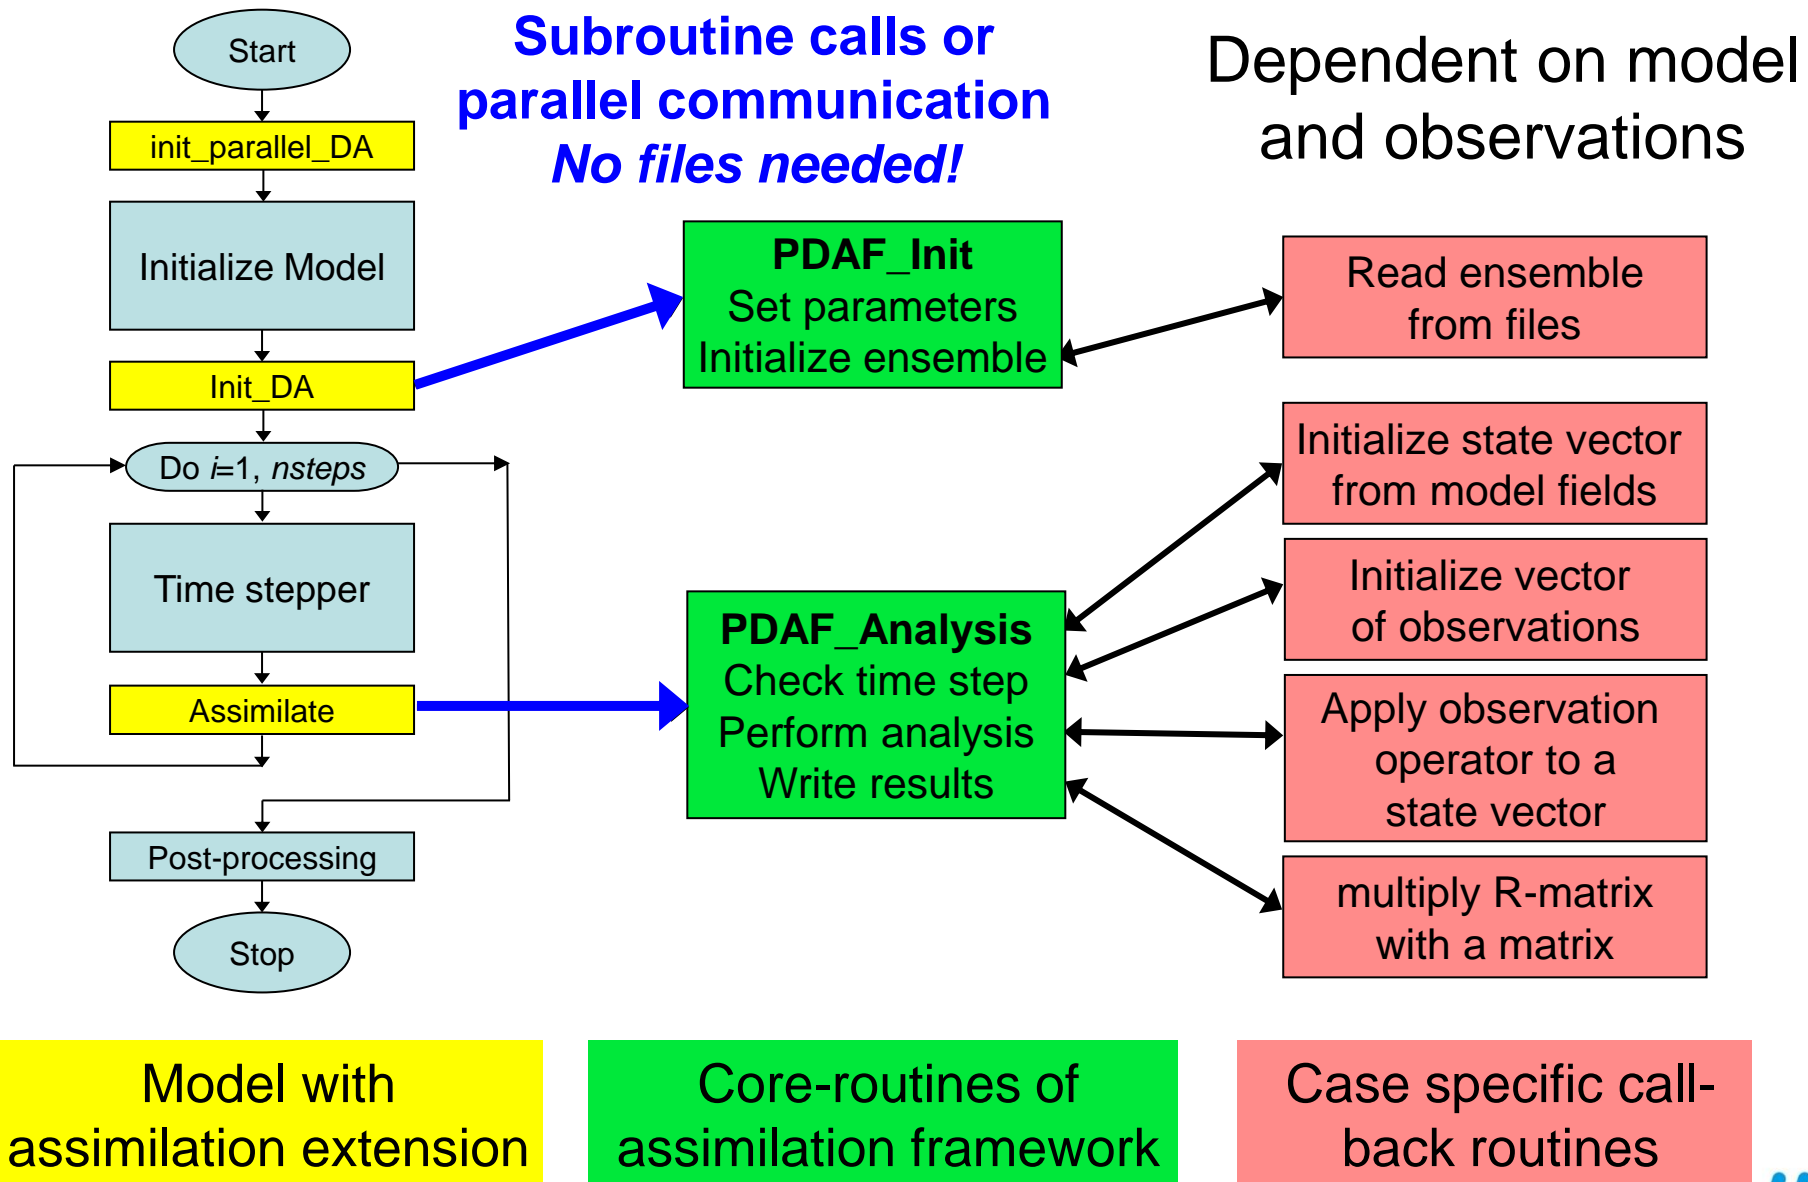 Start
init_parallel_DA
Initialize Model
Init_DA
Do i=1, nsteps
Time stepper
Assimilate
Post-processing
Stop
Subroutine calls or
parallel communication
No files needed!
PDAF_Init
Set parameters
Initialize ensemble
PDAF_Analysis
Check time step
Perform analysis
Write results
Dependent on model
and observations
Read ensemble
from files
Initialize state vector
from model fields
Initialize vector
of observations
Apply observation
operator to a
state vector
multiply R-matrix
with a matrix
Model with
assimilation extension
Core-routines of
assimilation framework
Case specific call-
back routines